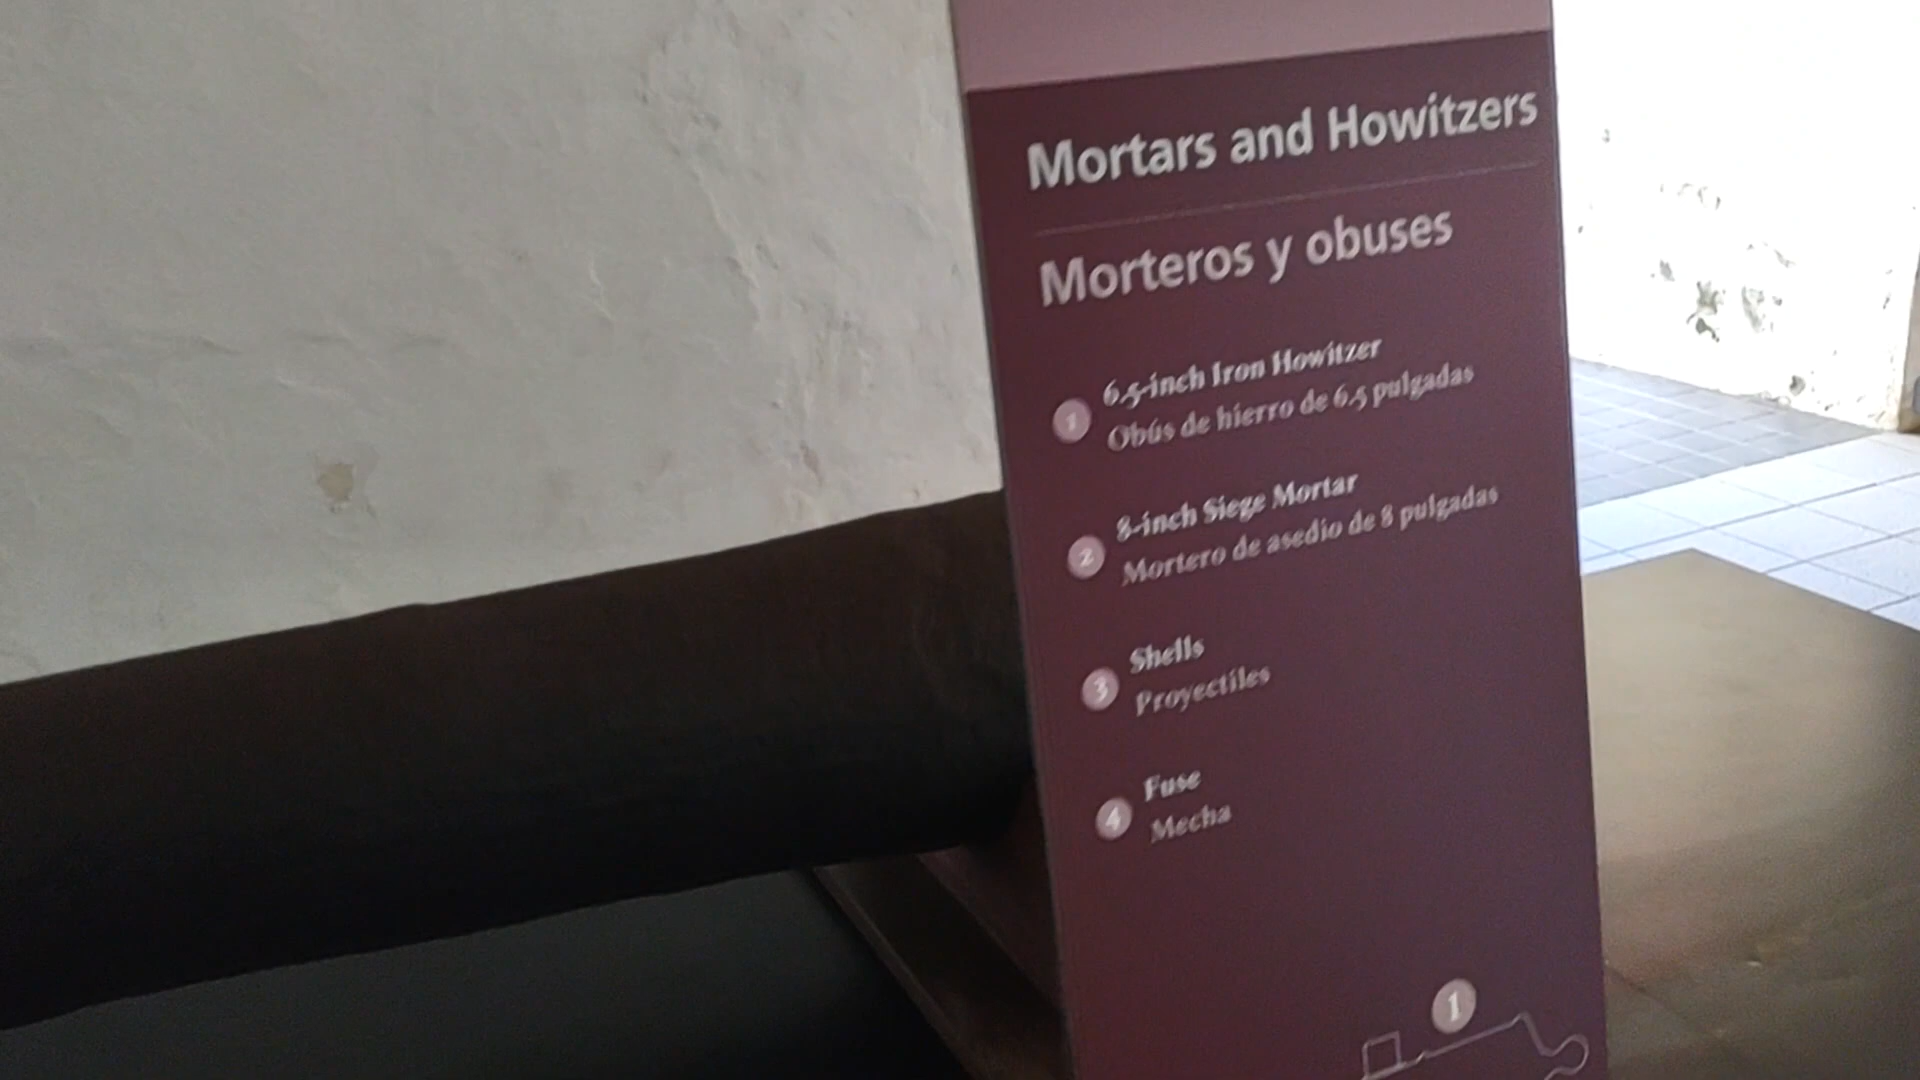 Mortars and Howitzers
Morteros y obuses
1
6.5-inch Iron Howitzer
Obús de hierro de 6.5 pulgadas
2
8-inch Siege Mortar
Mortero de asedio de 8 pulgadas
3
Shells
Proyectiles
4
Fuse
Mecha
1